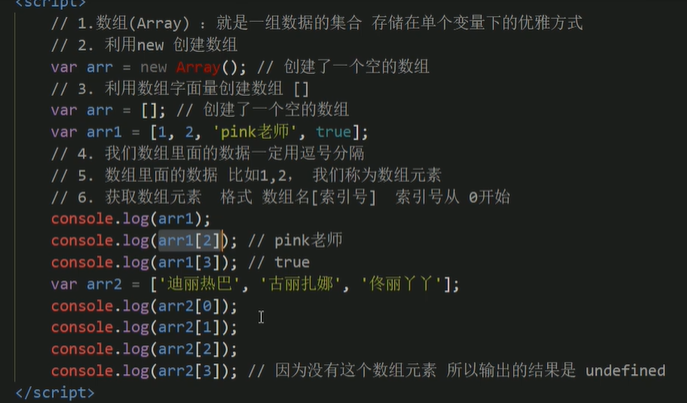 <script>
// 1.数组(Array) ：就是一组数据的集合 存储在单个变量下的优雅方式
// 2. 利用new 创建数组
var arr = new Array(); // 创建了一个空的数组
// 3. 利用数组字面量创建数组 []
var arr = []; // 创建了一个空的数组
var arr1 = [1, 2, 'pink老师', true];
// 4. 我们数组里面的数据一定用逗号分隔
// 5. 数组里面的数据 比如1,2， 我们称为数组元素
// 6. 获取数组元素 格式 数组名[索引号] 索引号从 0开始
console.log(arr1);
console.log(arr1[2]); // pink老师
console.log(arr1[3]); // true
var arr2 = ['迪丽热巴', '古丽扎娜', '佟丽丫丫'];
console.log(arr2[0]);
console.log(arr2[1]);
console.log(arr2[2]);
console.log(arr2[3]); // 因为没有这个数组元素 所以输出的结果是 undefined
</script>